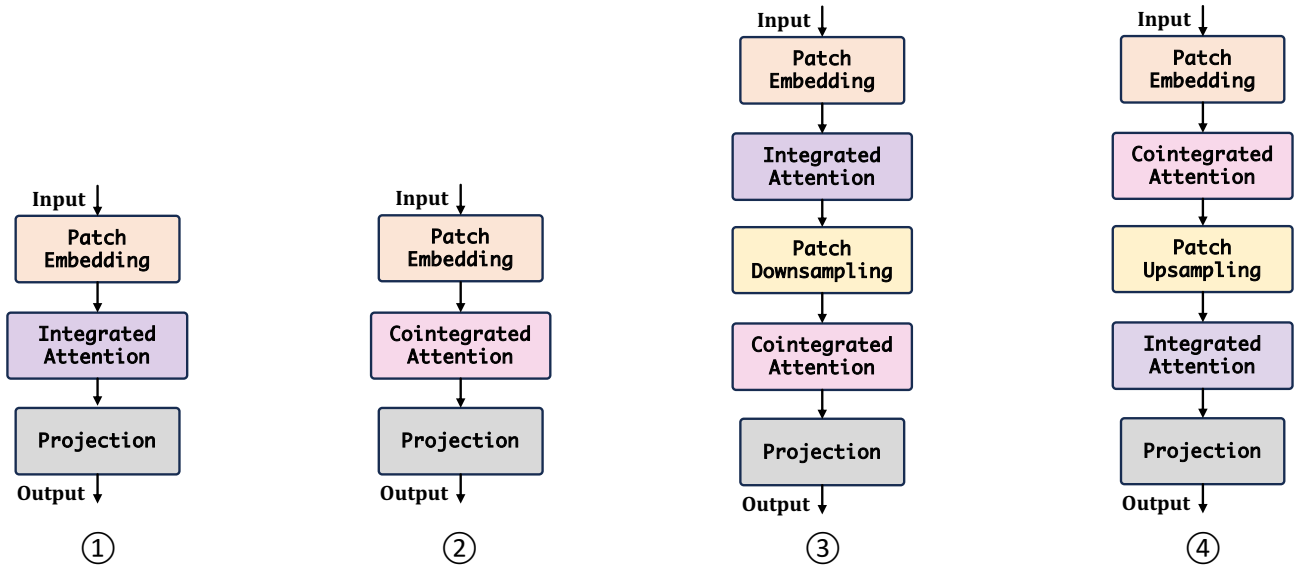 Input
Patch
Embedding
Integrated
Attention
Projection
Output
①
Input
Patch
Embedding
Cointegrated
Attention
Projection
Output
②
Input
Patch
Embedding
Integrated
Attention
Patch
Downsampling
Cointegrated
Attention
Projection
Output
③
Input
Patch
Embedding
Cointegrated
Attention
Patch
Upsampling
Integrated
Attention
Projection
Output
④